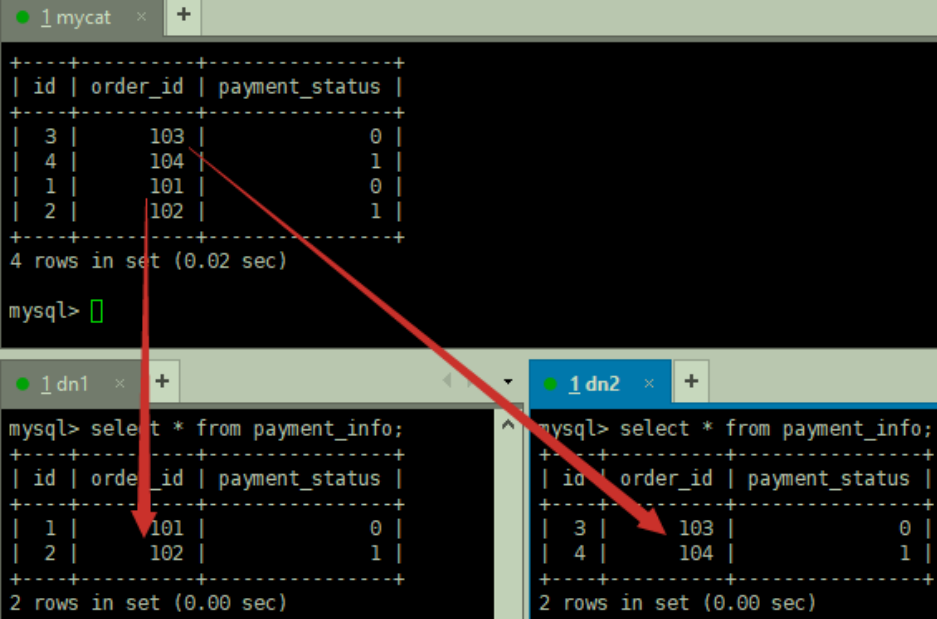 1 mycat × +
+----+----------+----------------+
| id | order_id | payment_status |
+----+----------+----------------+
| 3 | 103 | 0 |
| 4 | 104 | 1 |
| 1 | 101 | 0 |
| 2 | 102 | 1 |
+----+----------+----------------+
4 rows in set (0.02 sec)
mysql>
1 dn1 × +
mysql> select * from payment_info;
+----+----------+----------------+
| id | order_id | payment_status |
+----+----------+----------------+
| 1 | 101 | 0 |
| 2 | 102 | 1 |
+----+----------+----------------+
2 rows in set (0.00 sec)
1 dn2 × +
mysql> select * from payment_info;
+----+----------+----------------+
| id | order_id | payment_status |
+----+----------+----------------+
| 3 | 103 | 0 |
| 4 | 104 | 1 |
+----+----------+----------------+
2 rows in set (0.00 sec)